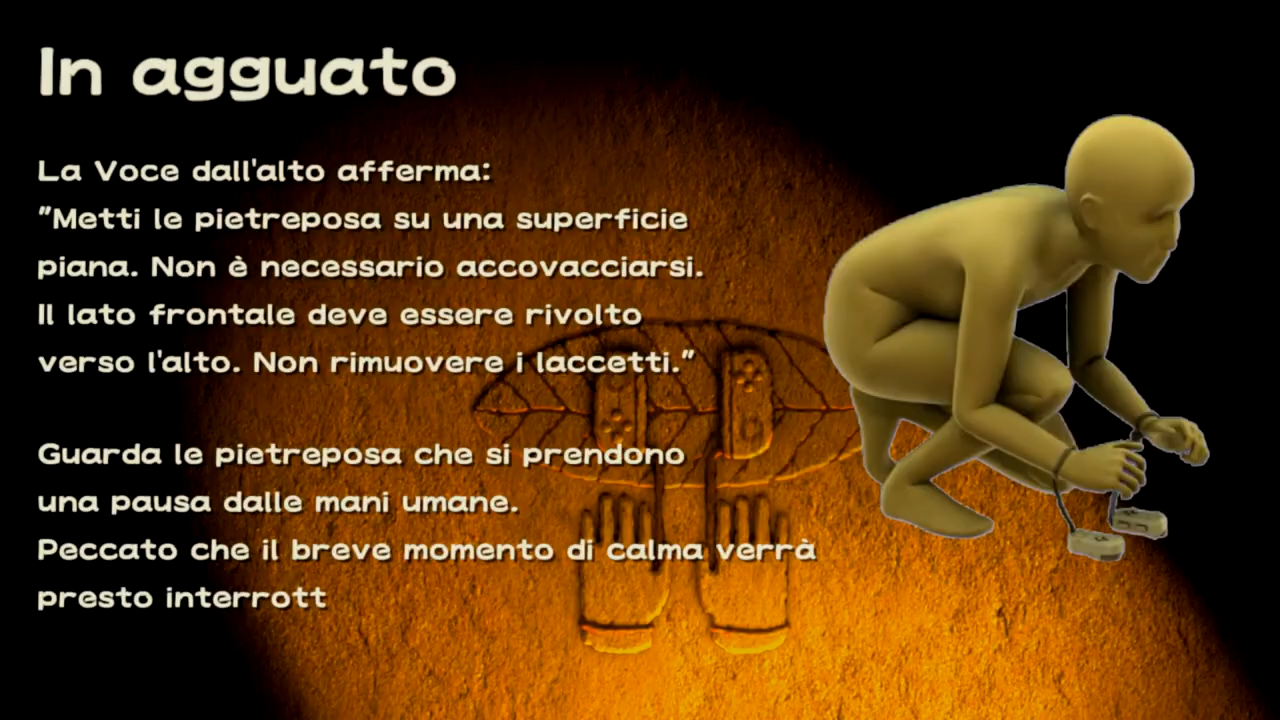 In agguato
La Voce dall'alto afferma:
"Metti le pietreposa su una superficie
piana. Non è necessario accovacciarsi.
Il lato frontale deve essere rivolto
verso l'alto. Non rimuovere i laccetti."
Guarda le pietreposa che si prendono
una pausa dalle mani umane.
Peccato che il breve momento di calma verrà
presto interrott